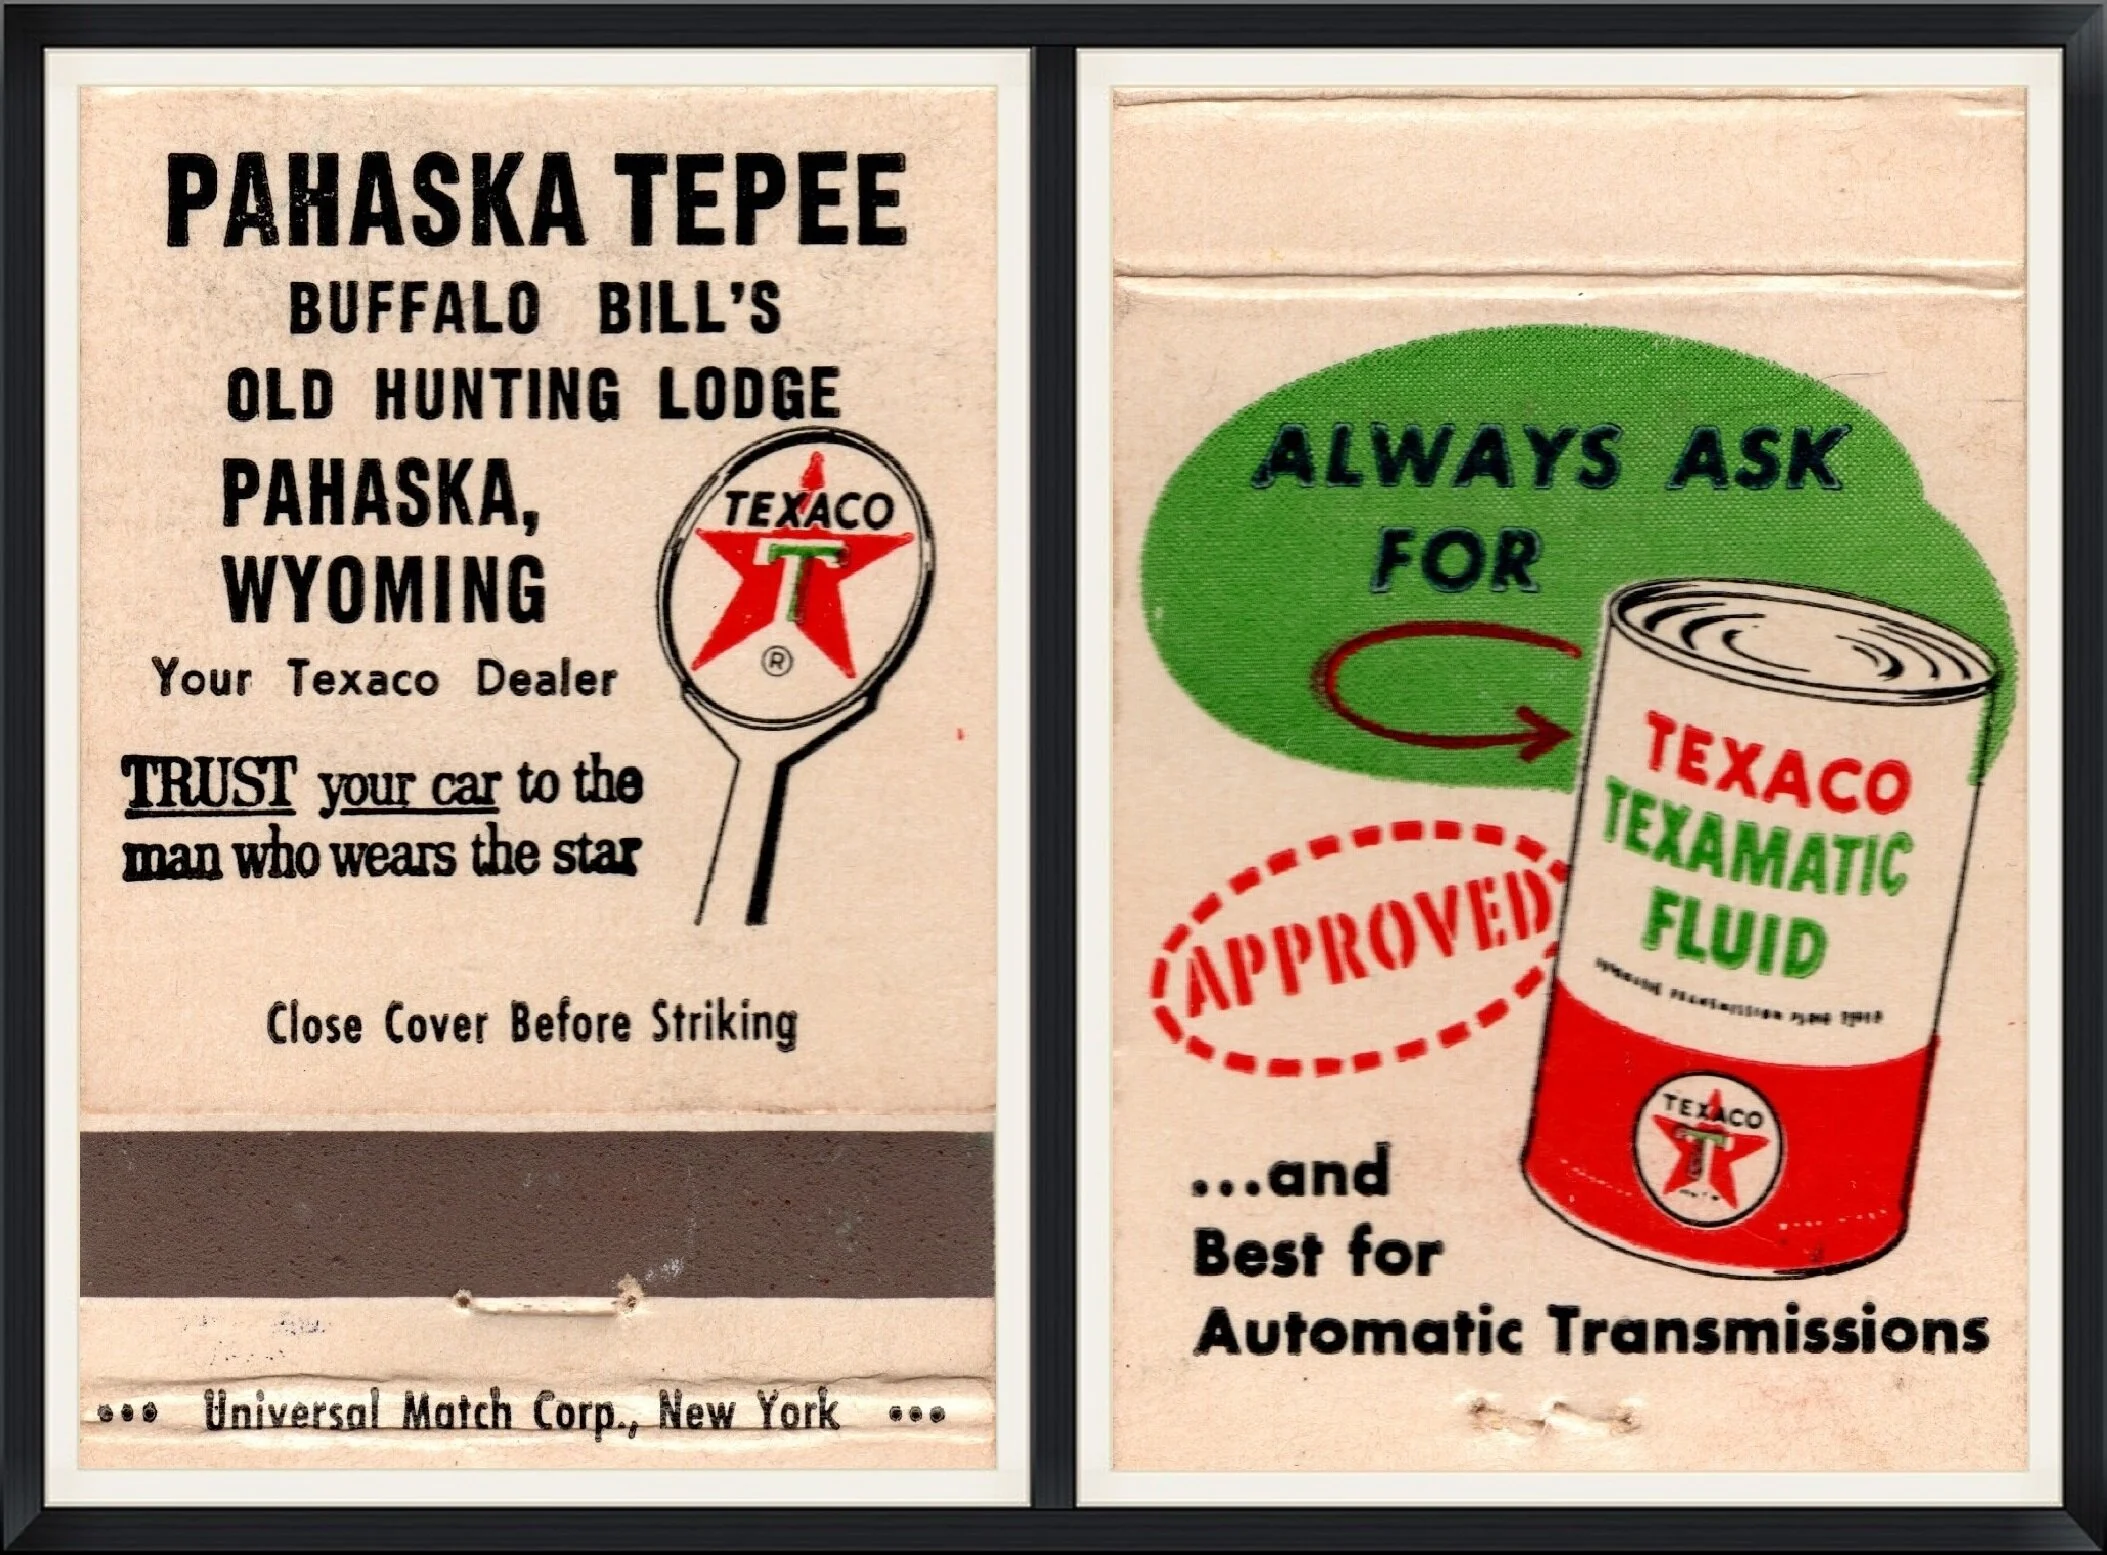 PAHASKA TEPEE
BUFFALO BILL'S
OLD HUNTING LODGE
PAHASKA,
WYOMING
Your Texaco Dealer
TEXACO
T
®
TRUST your car to the
man who wears the star
Close Cover Before Striking
••• Universal Match Corp., New York •••
ALWAYS ASK
FOR
TEXACO
TEXAMATIC
FLUID
TRANSMISSION FLUID
APPROVED
TEXACO
T
...and
Best for
Automatic Transmissions